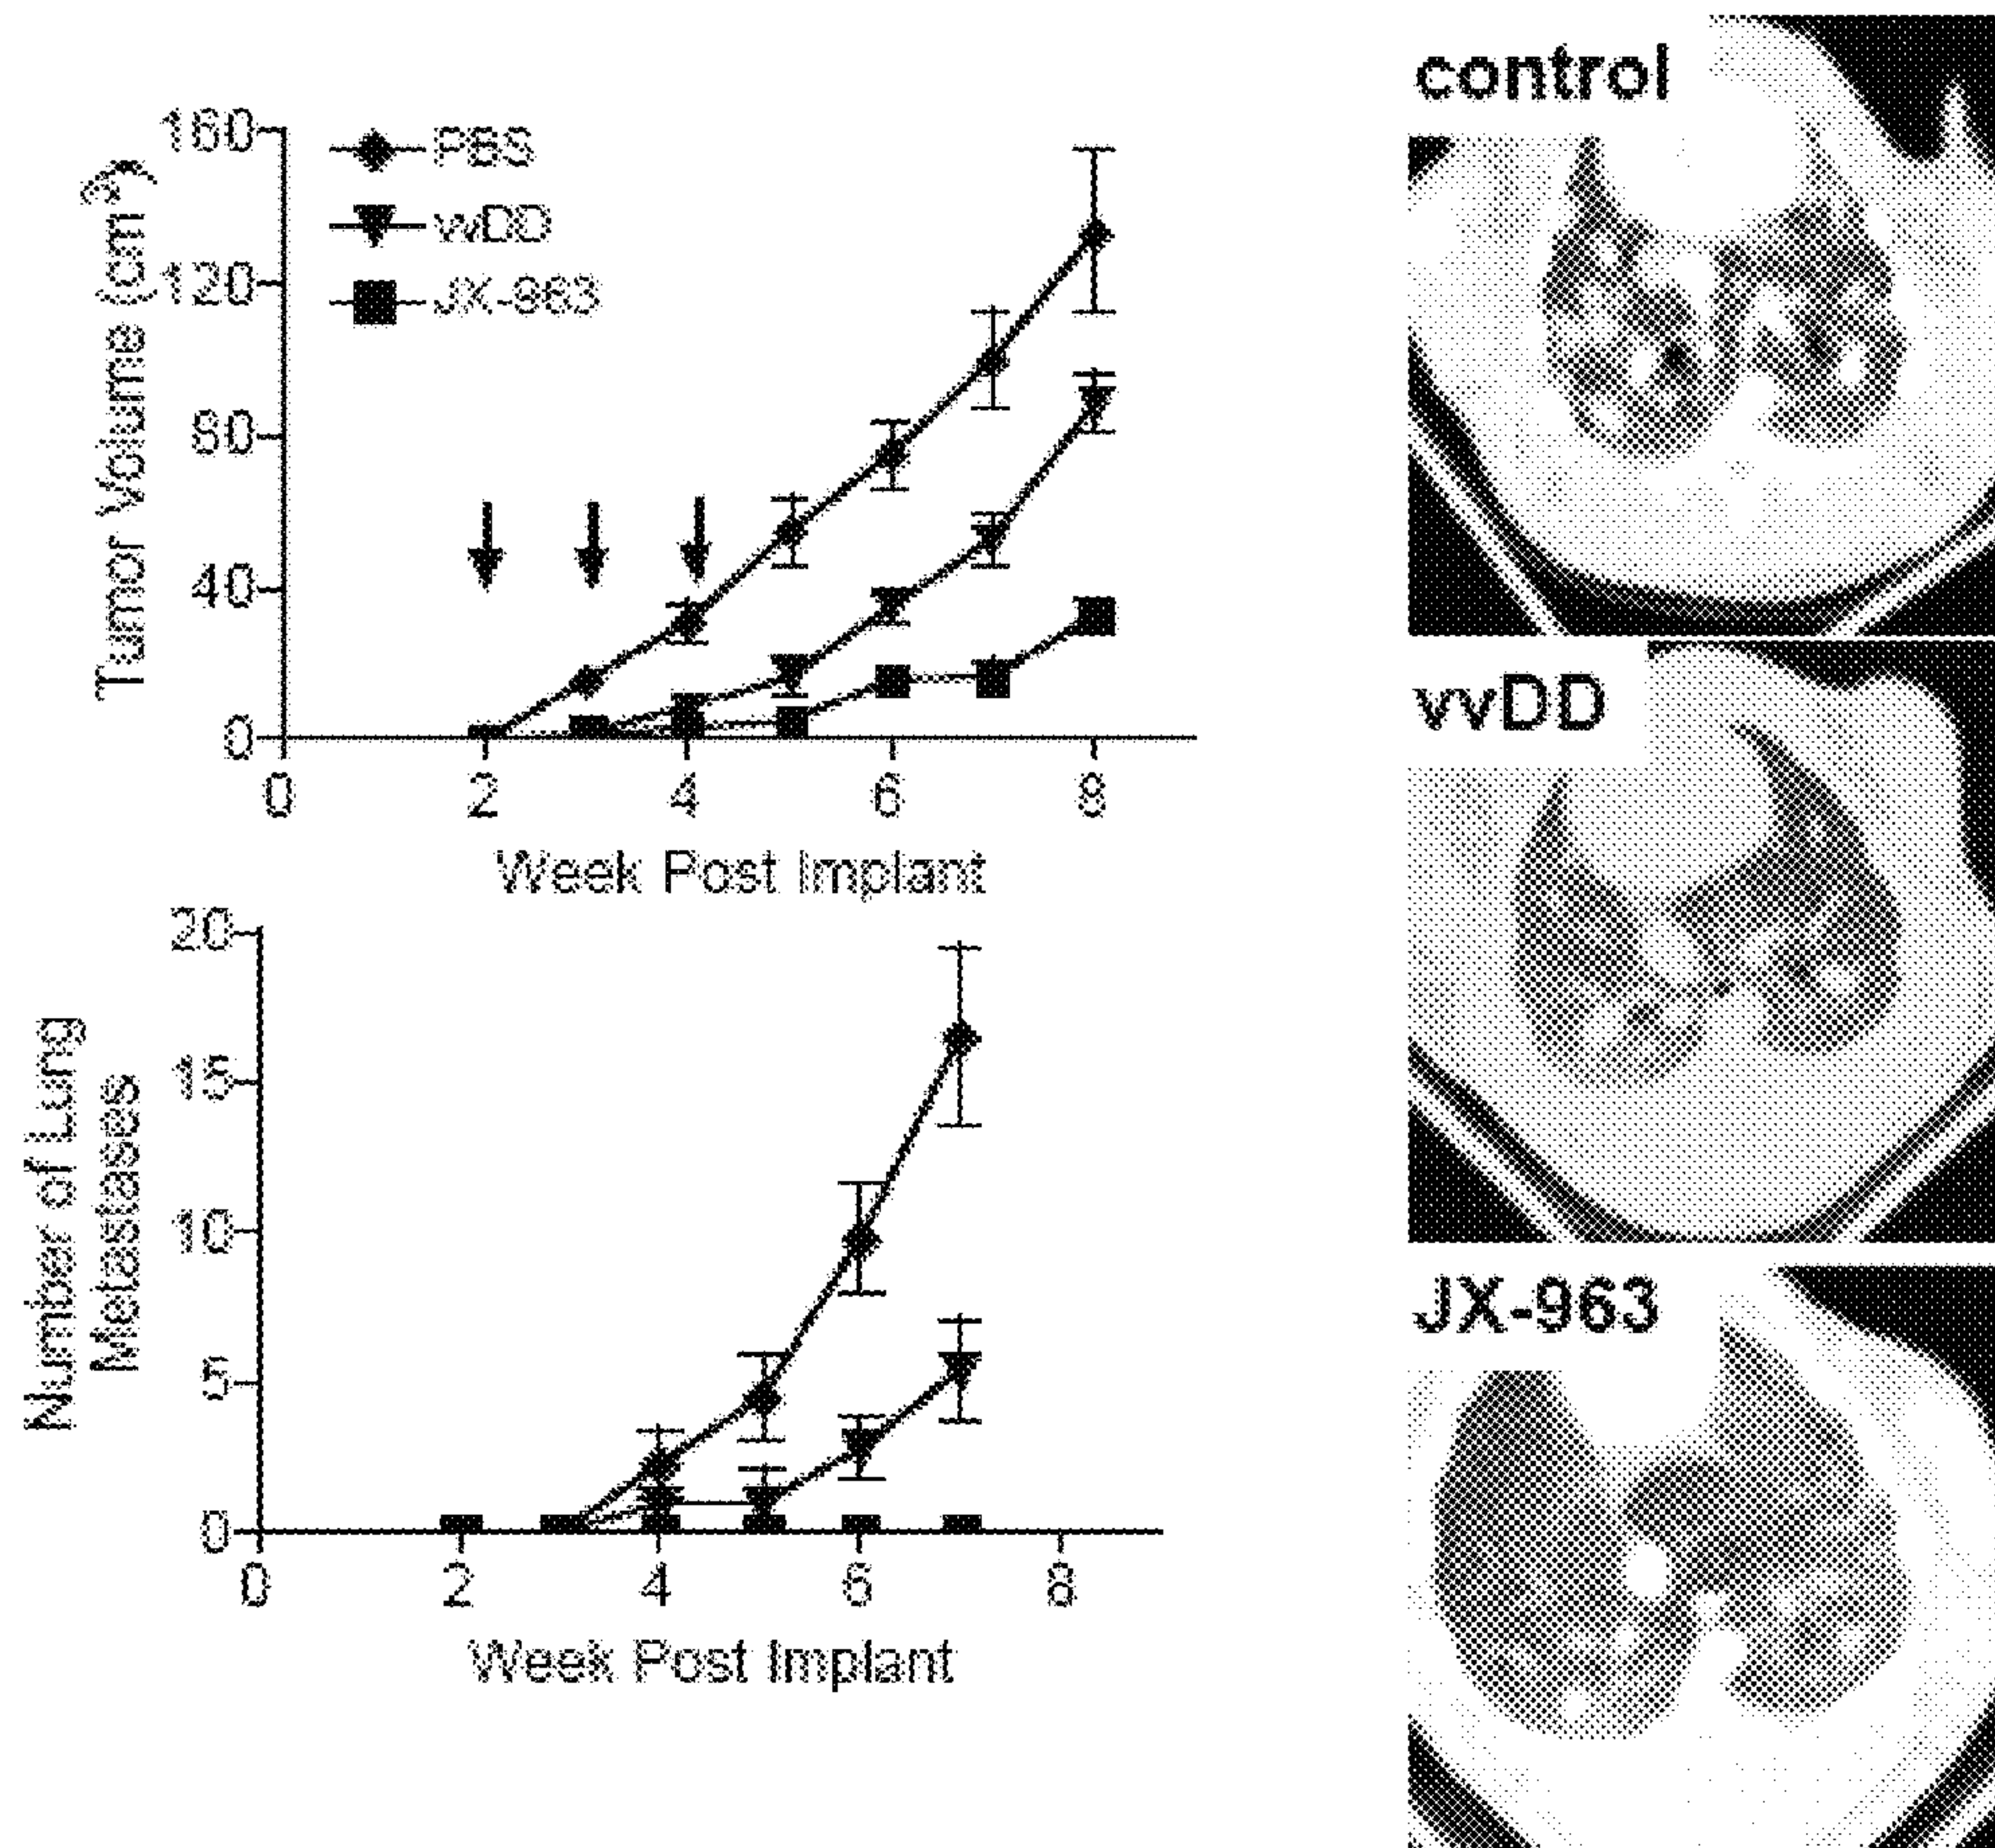 160
120
80
40
0
Tumor Volume (cm³)
PBS
vvDD
JX-963
0 2 4 6 8
Week Post Implant
20
15
10
5
0
Number of Lung
Metastases
0 2 4 6 8
Week Post Implant
control
vvDD
JX-963